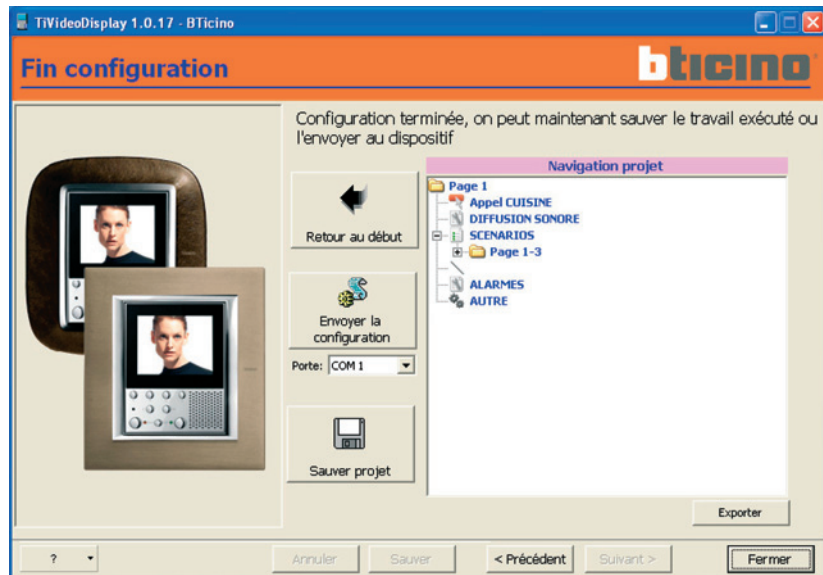 TiVideoDisplay 1.0.17 - BTicino
Fin configuration
bticino
Configuration terminée, on peut maintenant sauver le travail exécuté ou
l'envoyer au dispositif
Retour au début
Envoyer la
configuration
Porte: COM 1
Sauver projet
Navigation projet
Page 1
Appel CUISINE
DIFFUSION SONORE
SCENARIOS
Page 1-3
ALARMES
AUTRE
Exporter
?
Annuler
Sauver
< Précédent
Suivant >
Fermer